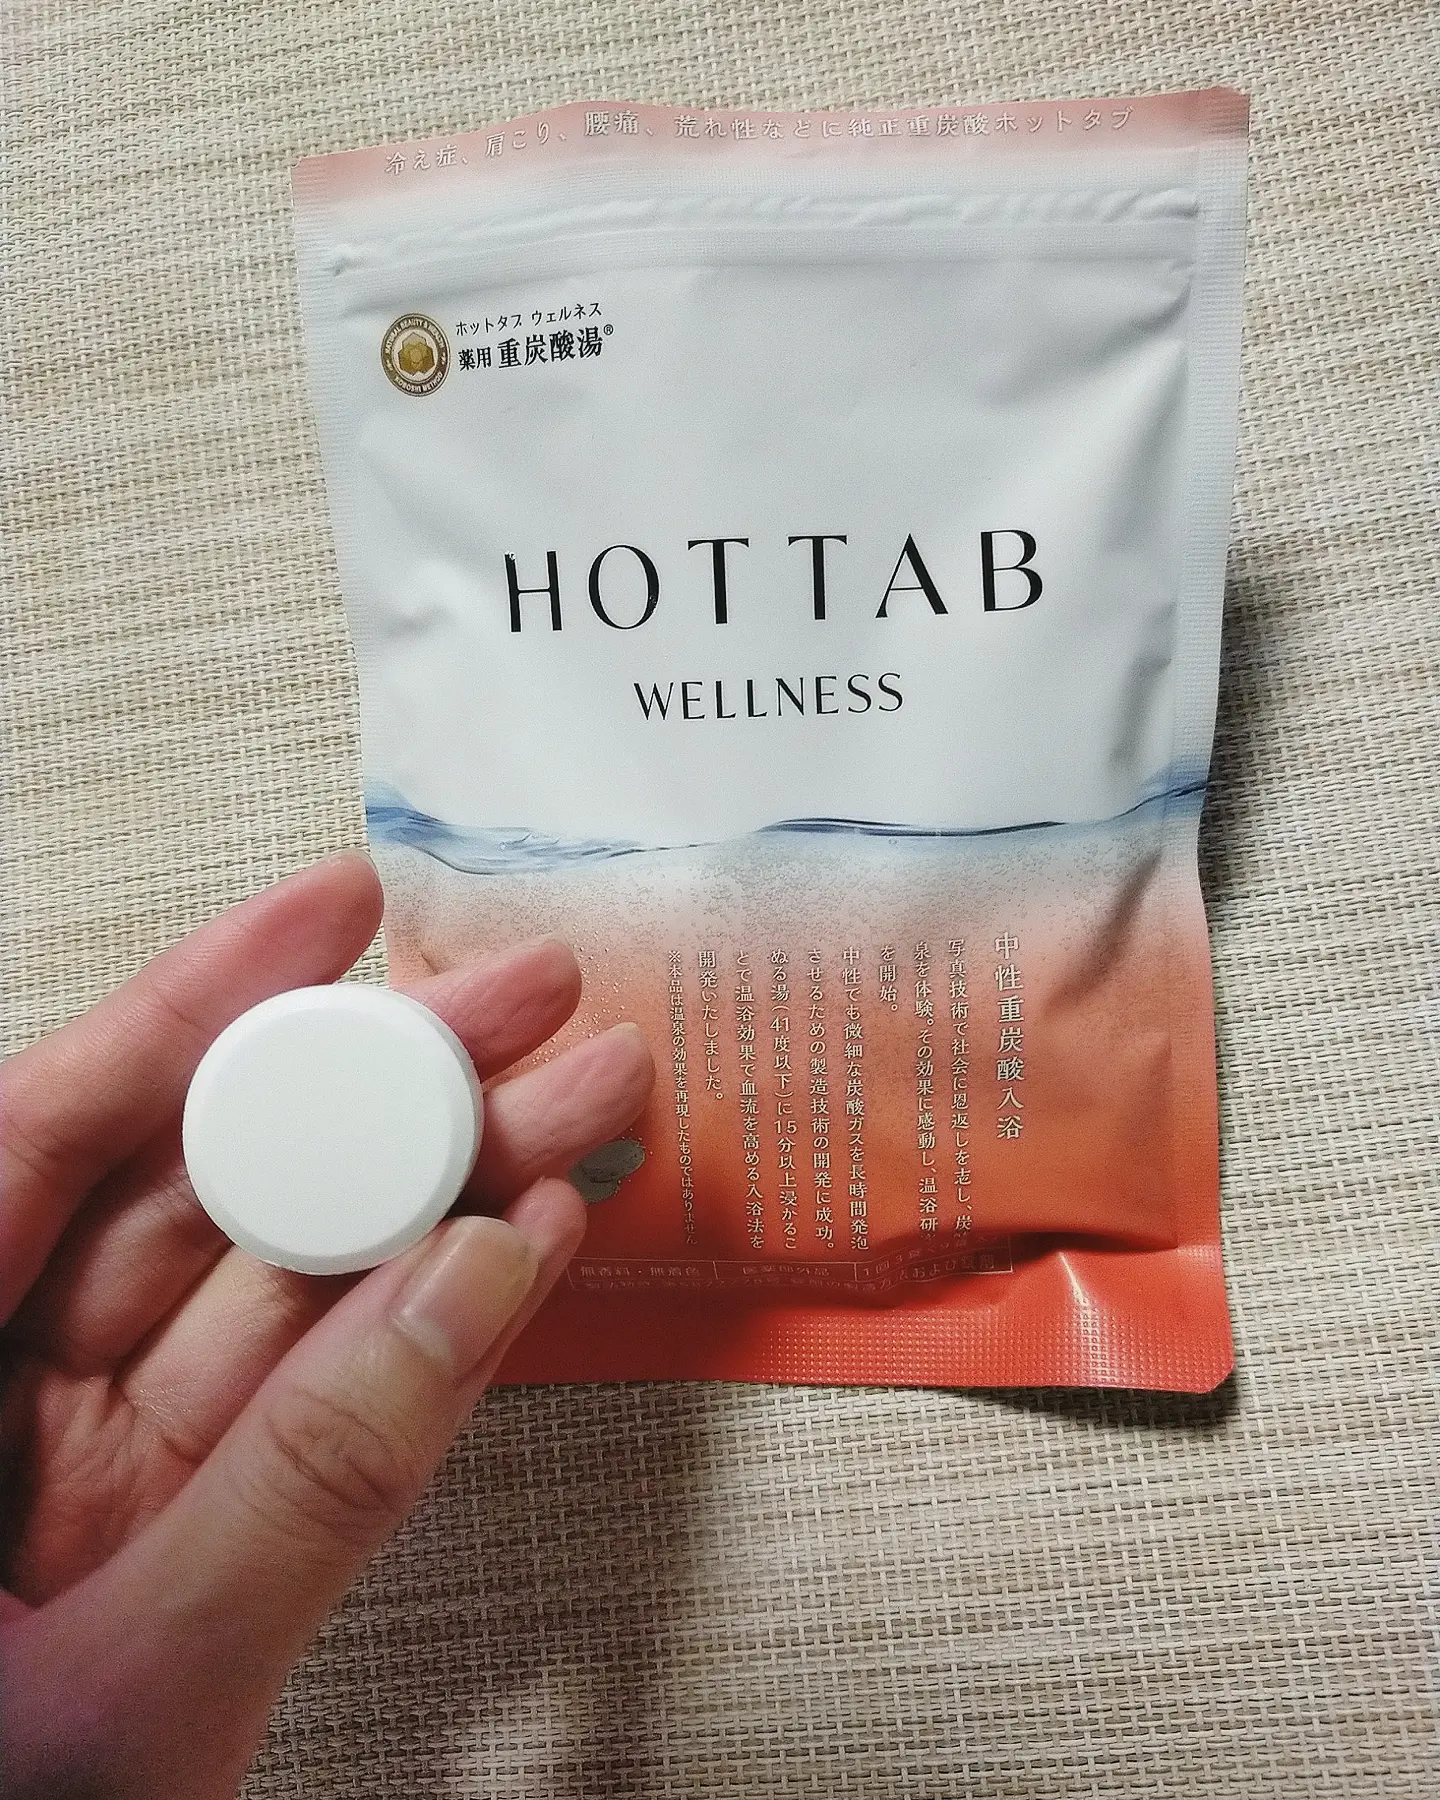 冷え症、肩こり、腰痛、荒れ性などに純正重炭酸ホットタブ
NATURAL BEAUTY &
METHOD
ホットタブ ウェルネス
薬用 重炭酸湯®
HOT TAB
WELLNESS
中性重炭酸入浴
写真技術で社会に恩返しを志し、炭
泉を体験。その効果に感動し、温浴研
を開始。
中性でも微細な炭酸ガスを長時間発泡
させるための製造技術の開発に成功。
ぬる湯(41度以下)に15分以上浸かるこ
とで温浴効果で血流を高める入浴法を
開発いたしました。
※本品は温泉の効果を再現したものではありません
無香料・無着色
医薬部外品
および